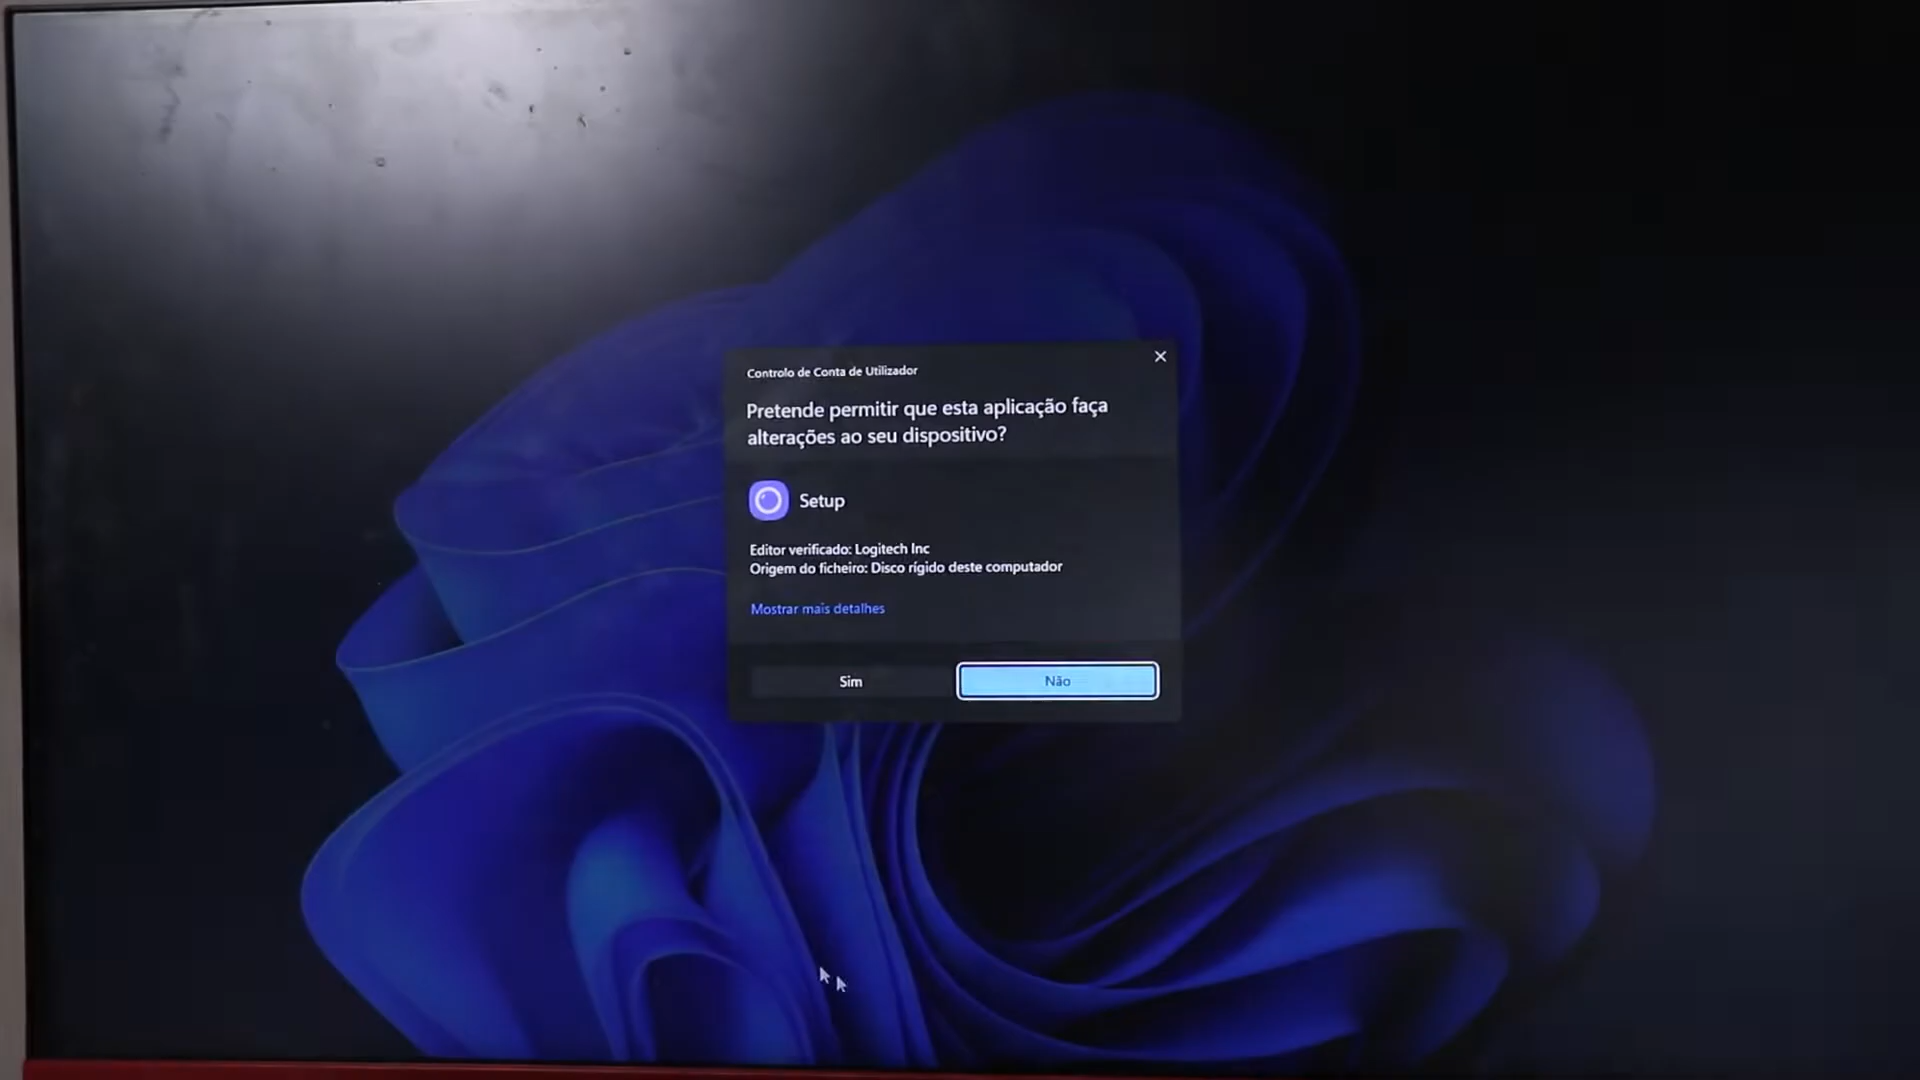 Controlo de Conta de Utilizador
Pretende permitir que esta aplicação faça
alterações ao seu dispositivo?
Setup
Editor verificado: Logitech Inc
Origem do ficheiro: Disco rígido deste computador
Mostrar mais detalhes
Sim
Não